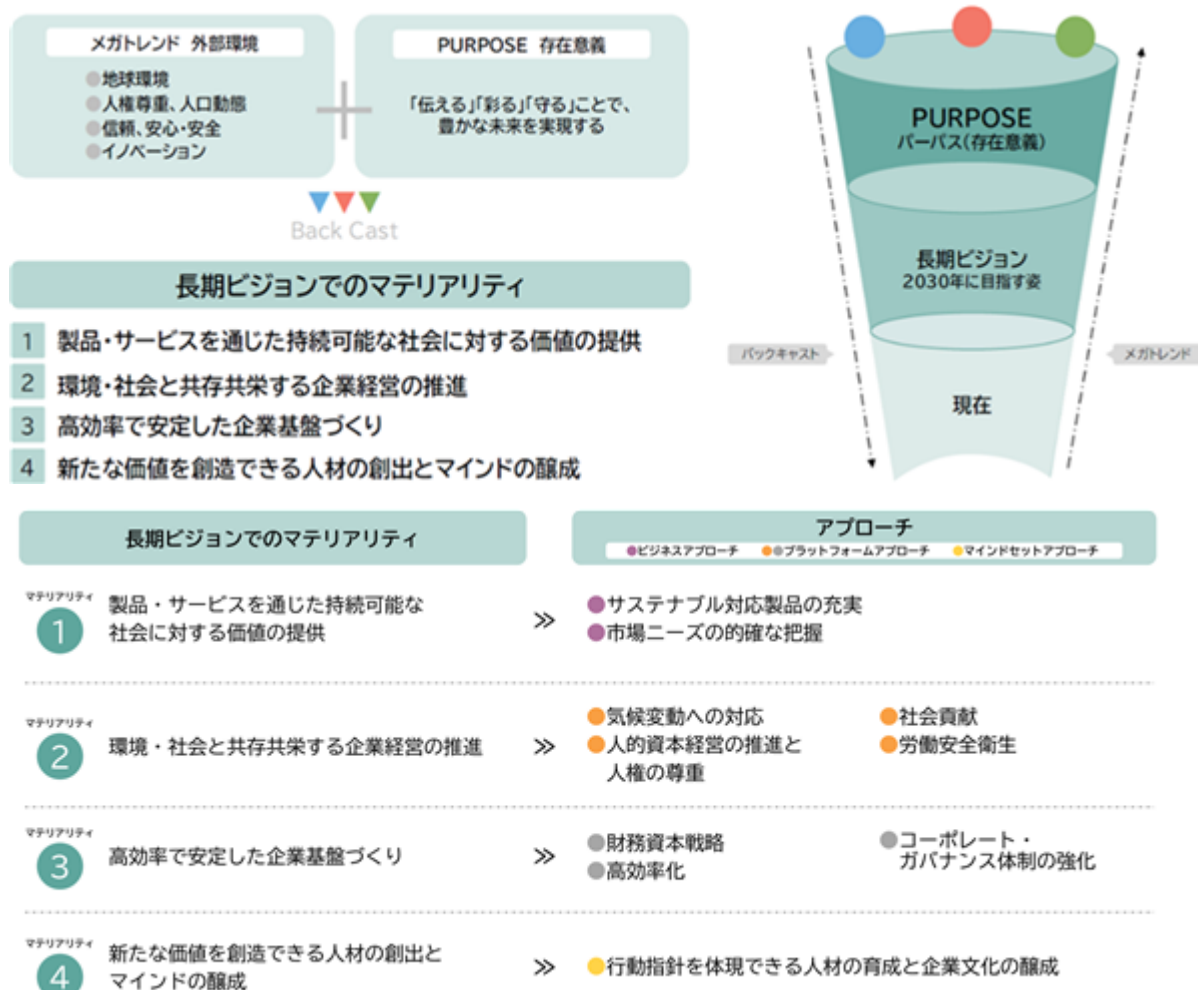 メガトレンド 外部環境
●地球環境
●人権尊重、人口動態
●信頼、安心・安全
●イノベーション
PURPOSE 存在意義
「伝える」「彩る」「守る」ことで、
豊かな未来を実現する
Back Cast
長期ビジョンでのマテリアリティ
1 製品・サービスを通じた持続可能な社会に対する価値の提供
2 環境・社会と共存共栄する企業経営の推進
3 高効率で安定した企業基盤づくり
4 新たな価値を創造できる人材の創出とマインドの醸成
PURPOSE
パーパス(存在意義)
長期ビジョン
2030年に目指す姿
現在
バックキャスト
メガトレンド
長期ビジョンでのマテリアリティ
アプローチ
●ビジネスアプローチ ●●プラットフォームアプローチ ●マインドセットアプローチ
マテリアリティ
1
製品・サービスを通じた持続可能な
社会に対する価値の提供
≫
●サステナブル対応製品の充実
●市場ニーズの的確な把握
マテリアリティ
2
環境・社会と共存共栄する企業経営の推進
≫
●気候変動への対応
●人的資本経営の推進と
人権の尊重
●社会貢献
●労働安全衛生
マテリアリティ
3
高効率で安定した企業基盤づくり
≫
●財務資本戦略
●高効率化
●コーポレート・
ガバナンス体制の強化
マテリアリティ
4
新たな価値を創造できる人材の創出と
マインドの醸成
≫
●行動指針を体現できる人材の育成と企業文化の醸成